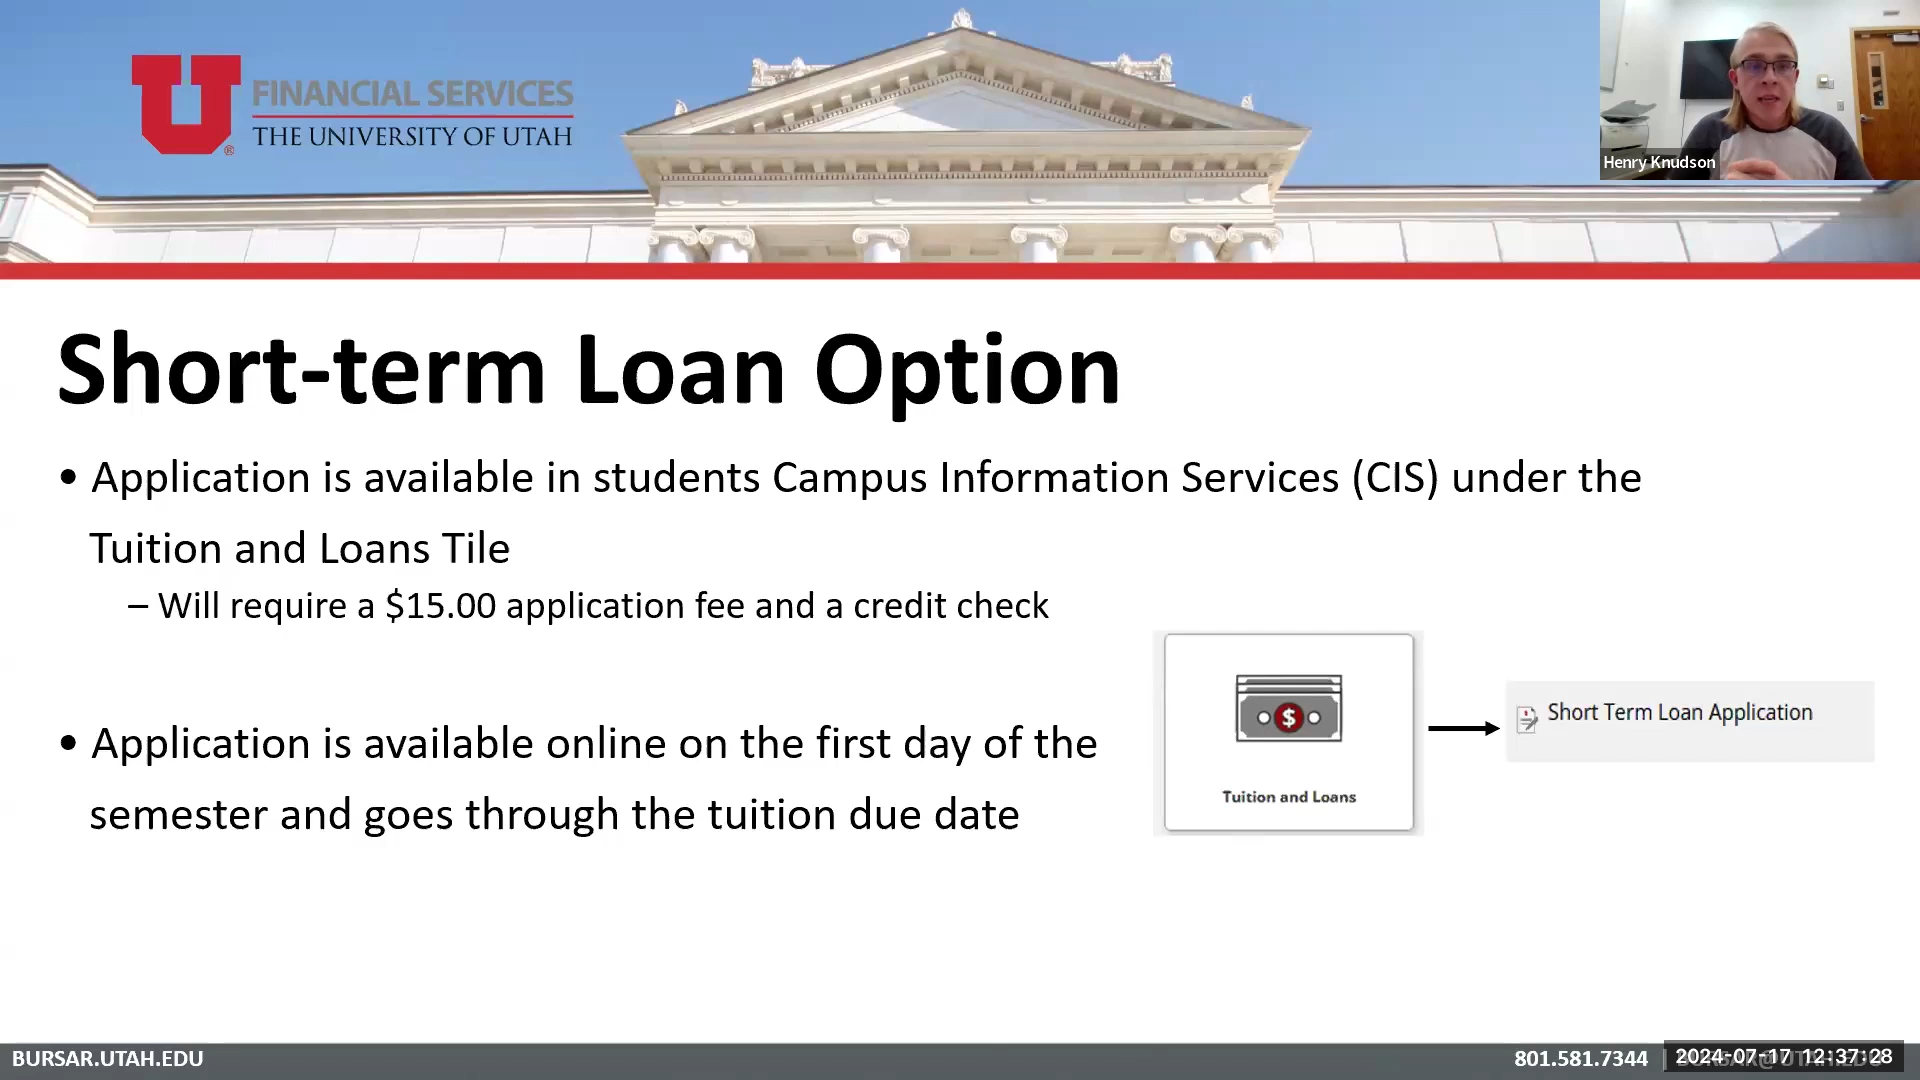 FINANCIAL SERVICES
THE UNIVERSITY OF UTAH
Henry Knudson
Short-term Loan Option
• Application is available in students Campus Information Services (CIS) under the
Tuition and Loans Tile
– Will require a $15.00 application fee and a credit check
• Application is available online on the first day of the
semester and goes through the tuition due date
Tuition and Loans
Short Term Loan Application
BURSAR.UTAH.EDU
801.581.7344 |
2024-07-17 12:37:28